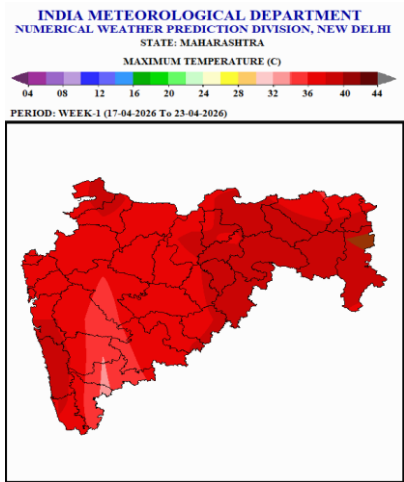 INDIA METEOROLOGICAL DEPARTMENT
NUMERICAL WEATHER PREDICTION DIVISION, NEW DELHI
STATE: MAHARASHTRA
MAXIMUM TEMPERATURE (C)
04 08 12 16 20 24 28 32 36 40 44
PERIOD: WEEK-1 (17-04-2026 To 23-04-2026)